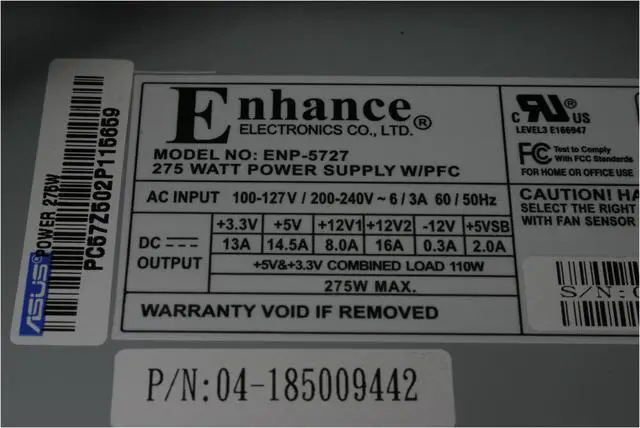 ASUS POWER 275W
PC57Z502P115659
Enhance®
ELECTRONICS CO., LTD.
MODEL NO: ENP-5727
275 WATT POWER SUPPLY W/PFC
AC INPUT 100-127V / 200-240V ~ 6 / 3A 60 / 50Hz
DC OUTPUT
+3.3V +5V +12V1 +12V2 -12V +5VSB
13A 14.5A 8.0A 16A 0.3A 2.0A
+5V&+3.3V COMBINED LOAD 110W
275W MAX.
WARRANTY VOID IF REMOVED
C US
LEVEL3 E166947
FC Test to Comply
With FCC Standards
FOR HOME OR OFFICE USE
CAUTION!
SELECT THE RIGHT
WITH FAN SENSOR
S/N:
P/N:04-185009442